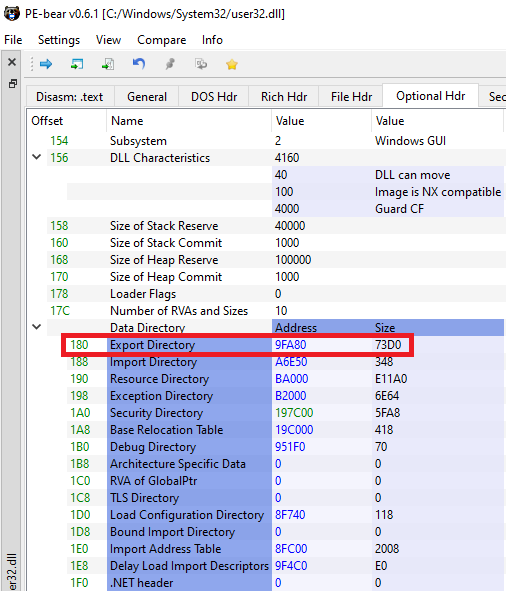 PE-bear v0.6.1 [C:/Windows/System32/user32.dll]
File Settings View Compare Info
Disasm: .text General DOS Hdr Rich Hdr File Hdr Optional Hdr Sec
Offset Name Value Value
154 Subsystem 2 Windows GUI
156 DLL Characteristics 4160
40 DLL can move
100 Image is NX compatible
4000 Guard CF
158 Size of Stack Reserve 40000
160 Size of Stack Commit 1000
168 Size of Heap Reserve 100000
170 Size of Heap Commit 1000
178 Loader Flags 0
17C Number of RVAs and Sizes 10
Data Directory Address Size
180 Export Directory 9FA80 73D0
188 Import Directory A6E50 348
190 Resource Directory BA000 E11A0
198 Exception Directory B2000 6E64
1A0 Security Directory 197C00 5FA8
1A8 Base Relocation Table 19C000 418
1B0 Debug Directory 951F0 70
1B8 Architecture Specific Data 0 0
1C0 RVA of GlobalPtr 0 0
1C8 TLS Directory 0 0
1D0 Load Configuration Directory 8F740 118
1D8 Bound Import Directory 0 0
1E0 Import Address Table 8FC00 2008
1E8 Delay Load Import Descriptors 9F4C0 E0
1F0 .NET header 0 0
er32.dll